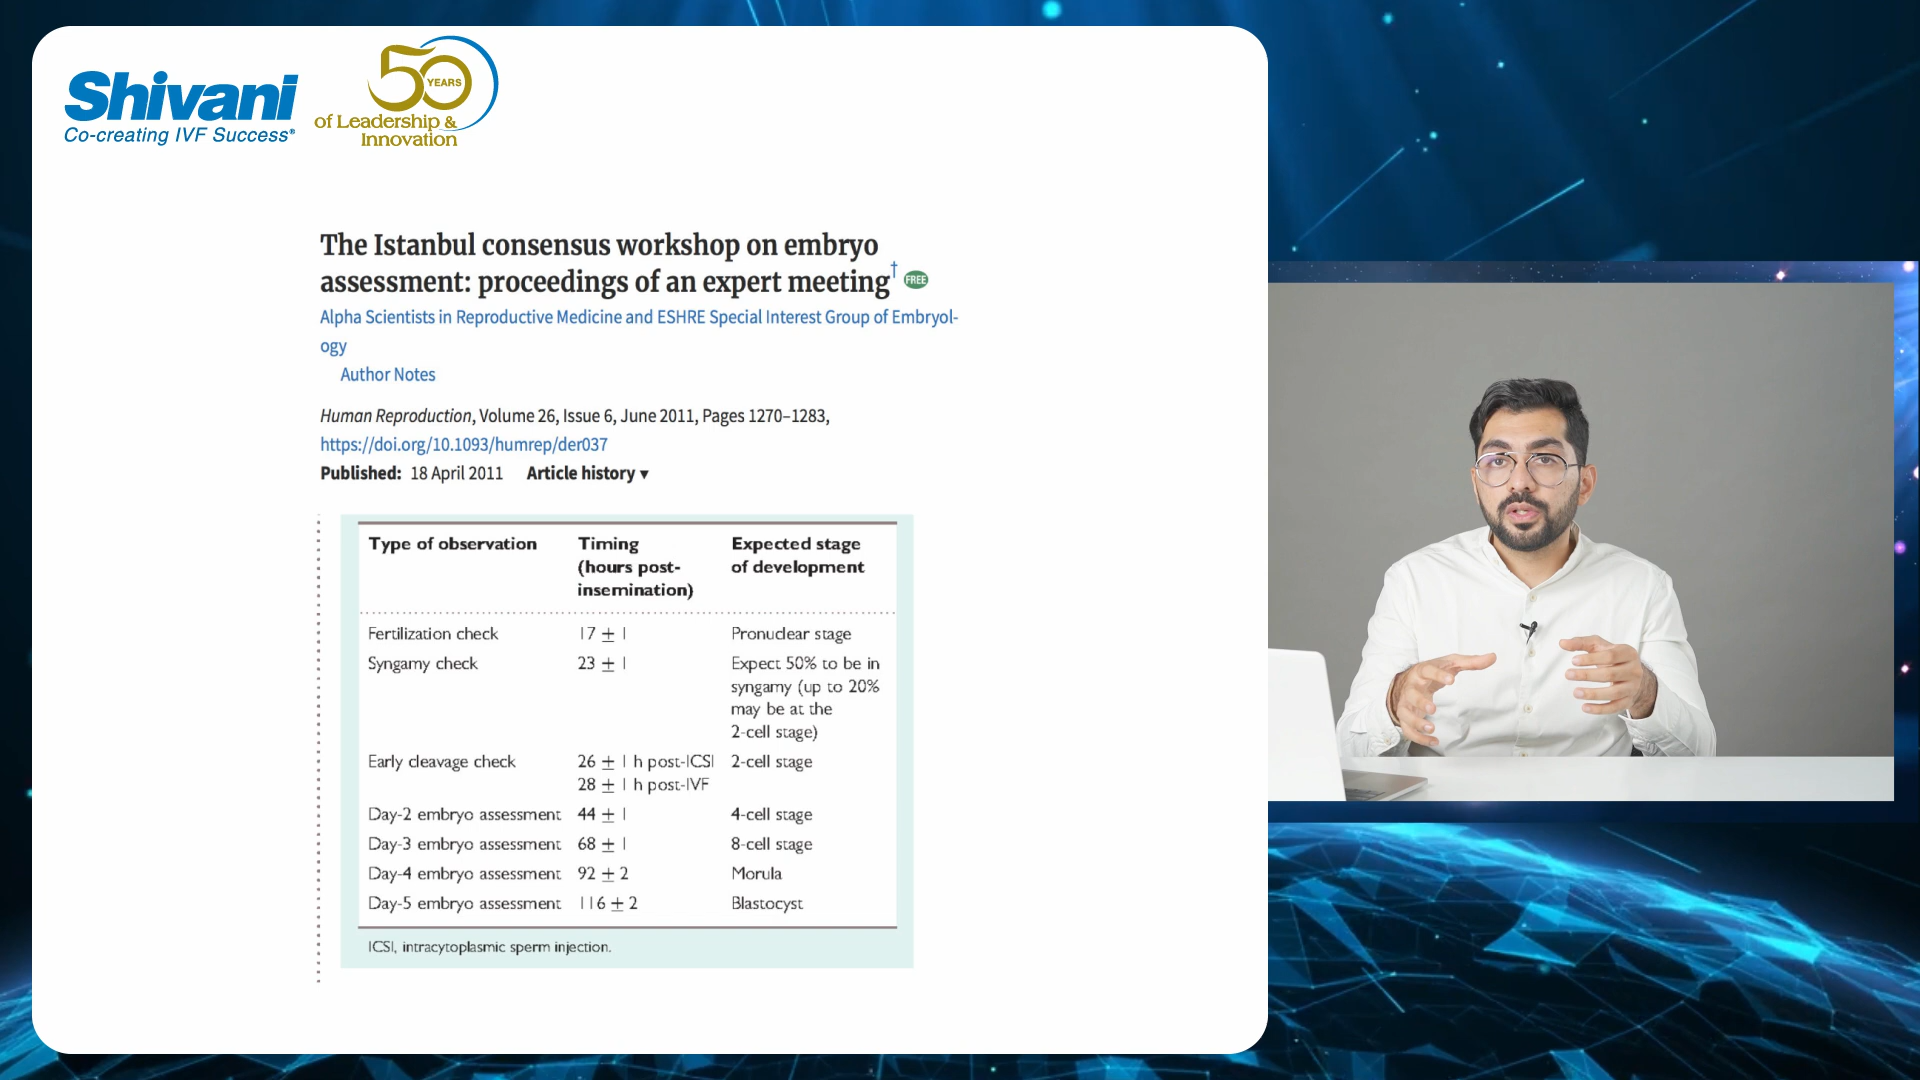 Shivani
Co-creating IVF Success®
50
YEARS
of Leadership &
Innovation
The Istanbul consensus workshop on embryo
assessment: proceedings of an expert meeting† FREE
Alpha Scientists in Reproductive Medicine and ESHRE Special Interest Group of Embryol-
ogy
Author Notes
Human Reproduction, Volume 26, Issue 6, June 2011, Pages 1270–1283,
https://doi.org/10.1093/humrep/der037
Published: 18 April 2011 Article history ▾
Type of observation Timing (hours post-insemination) Expected stage of development
Fertilization check 17 ± 1 Pronuclear stage
Syngamy check 23 ± 1 Expect 50% to be in
syngamy (up to 20%
may be at the
2-cell stage)
Early cleavage check 26 ± 1 h post-ICSI 2-cell stage
28 ± 1 h post-IVF
Day-2 embryo assessment 44 ± 1 4-cell stage
Day-3 embryo assessment 68 ± 1 8-cell stage
Day-4 embryo assessment 92 ± 2 Morula
Day-5 embryo assessment 116 ± 2 Blastocyst
ICSI, intracytoplasmic sperm injection.